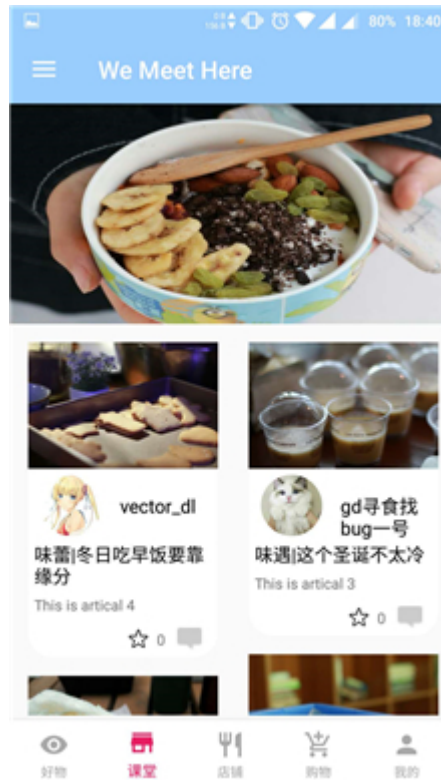 80% 18:40
We Meet Here
vector_dl
味蕾|冬日吃早饭要靠
缘分
This is artical 4
0
gd寻食找
bug一号
味遇|这个圣诞不太冷
This is artical 3
0
好物
课堂
店铺
购物
我的